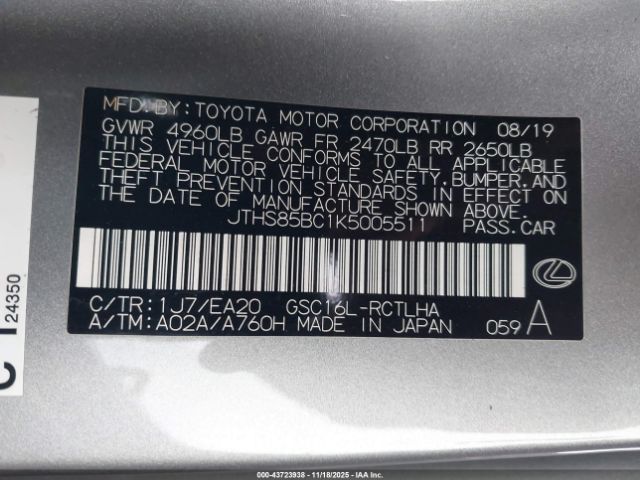 MFD. BY: TOYOTA MOTOR CORPORATION 08/19
GVWR 4960LB GAWR FR 2470LB RR 2650LB
THIS VEHICLE CONFORMS TO ALL APPLICABLE
FEDERAL MOTOR VEHICLE SAFETY, BUMPER, AND
THEFT PREVENTION STANDARDS IN EFFECT ON
THE DATE OF MANUFACTURE SHOWN ABOVE.
JTHS85BC1K5005511 PASS.CAR
C/TR: 1J7/EA20 GSC16L-RCTLHA
A/TM: A02A/A760H MADE IN JAPAN 059 A
C 1
24350
000-43723938 - 11/18/2025 - IAAI Corp.